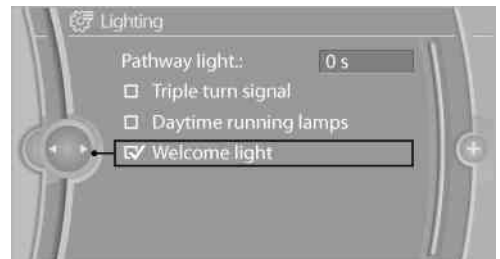 Lighting
Pathway light.: 0 s
Triple turn signal
Daytime running lamps
Welcome light